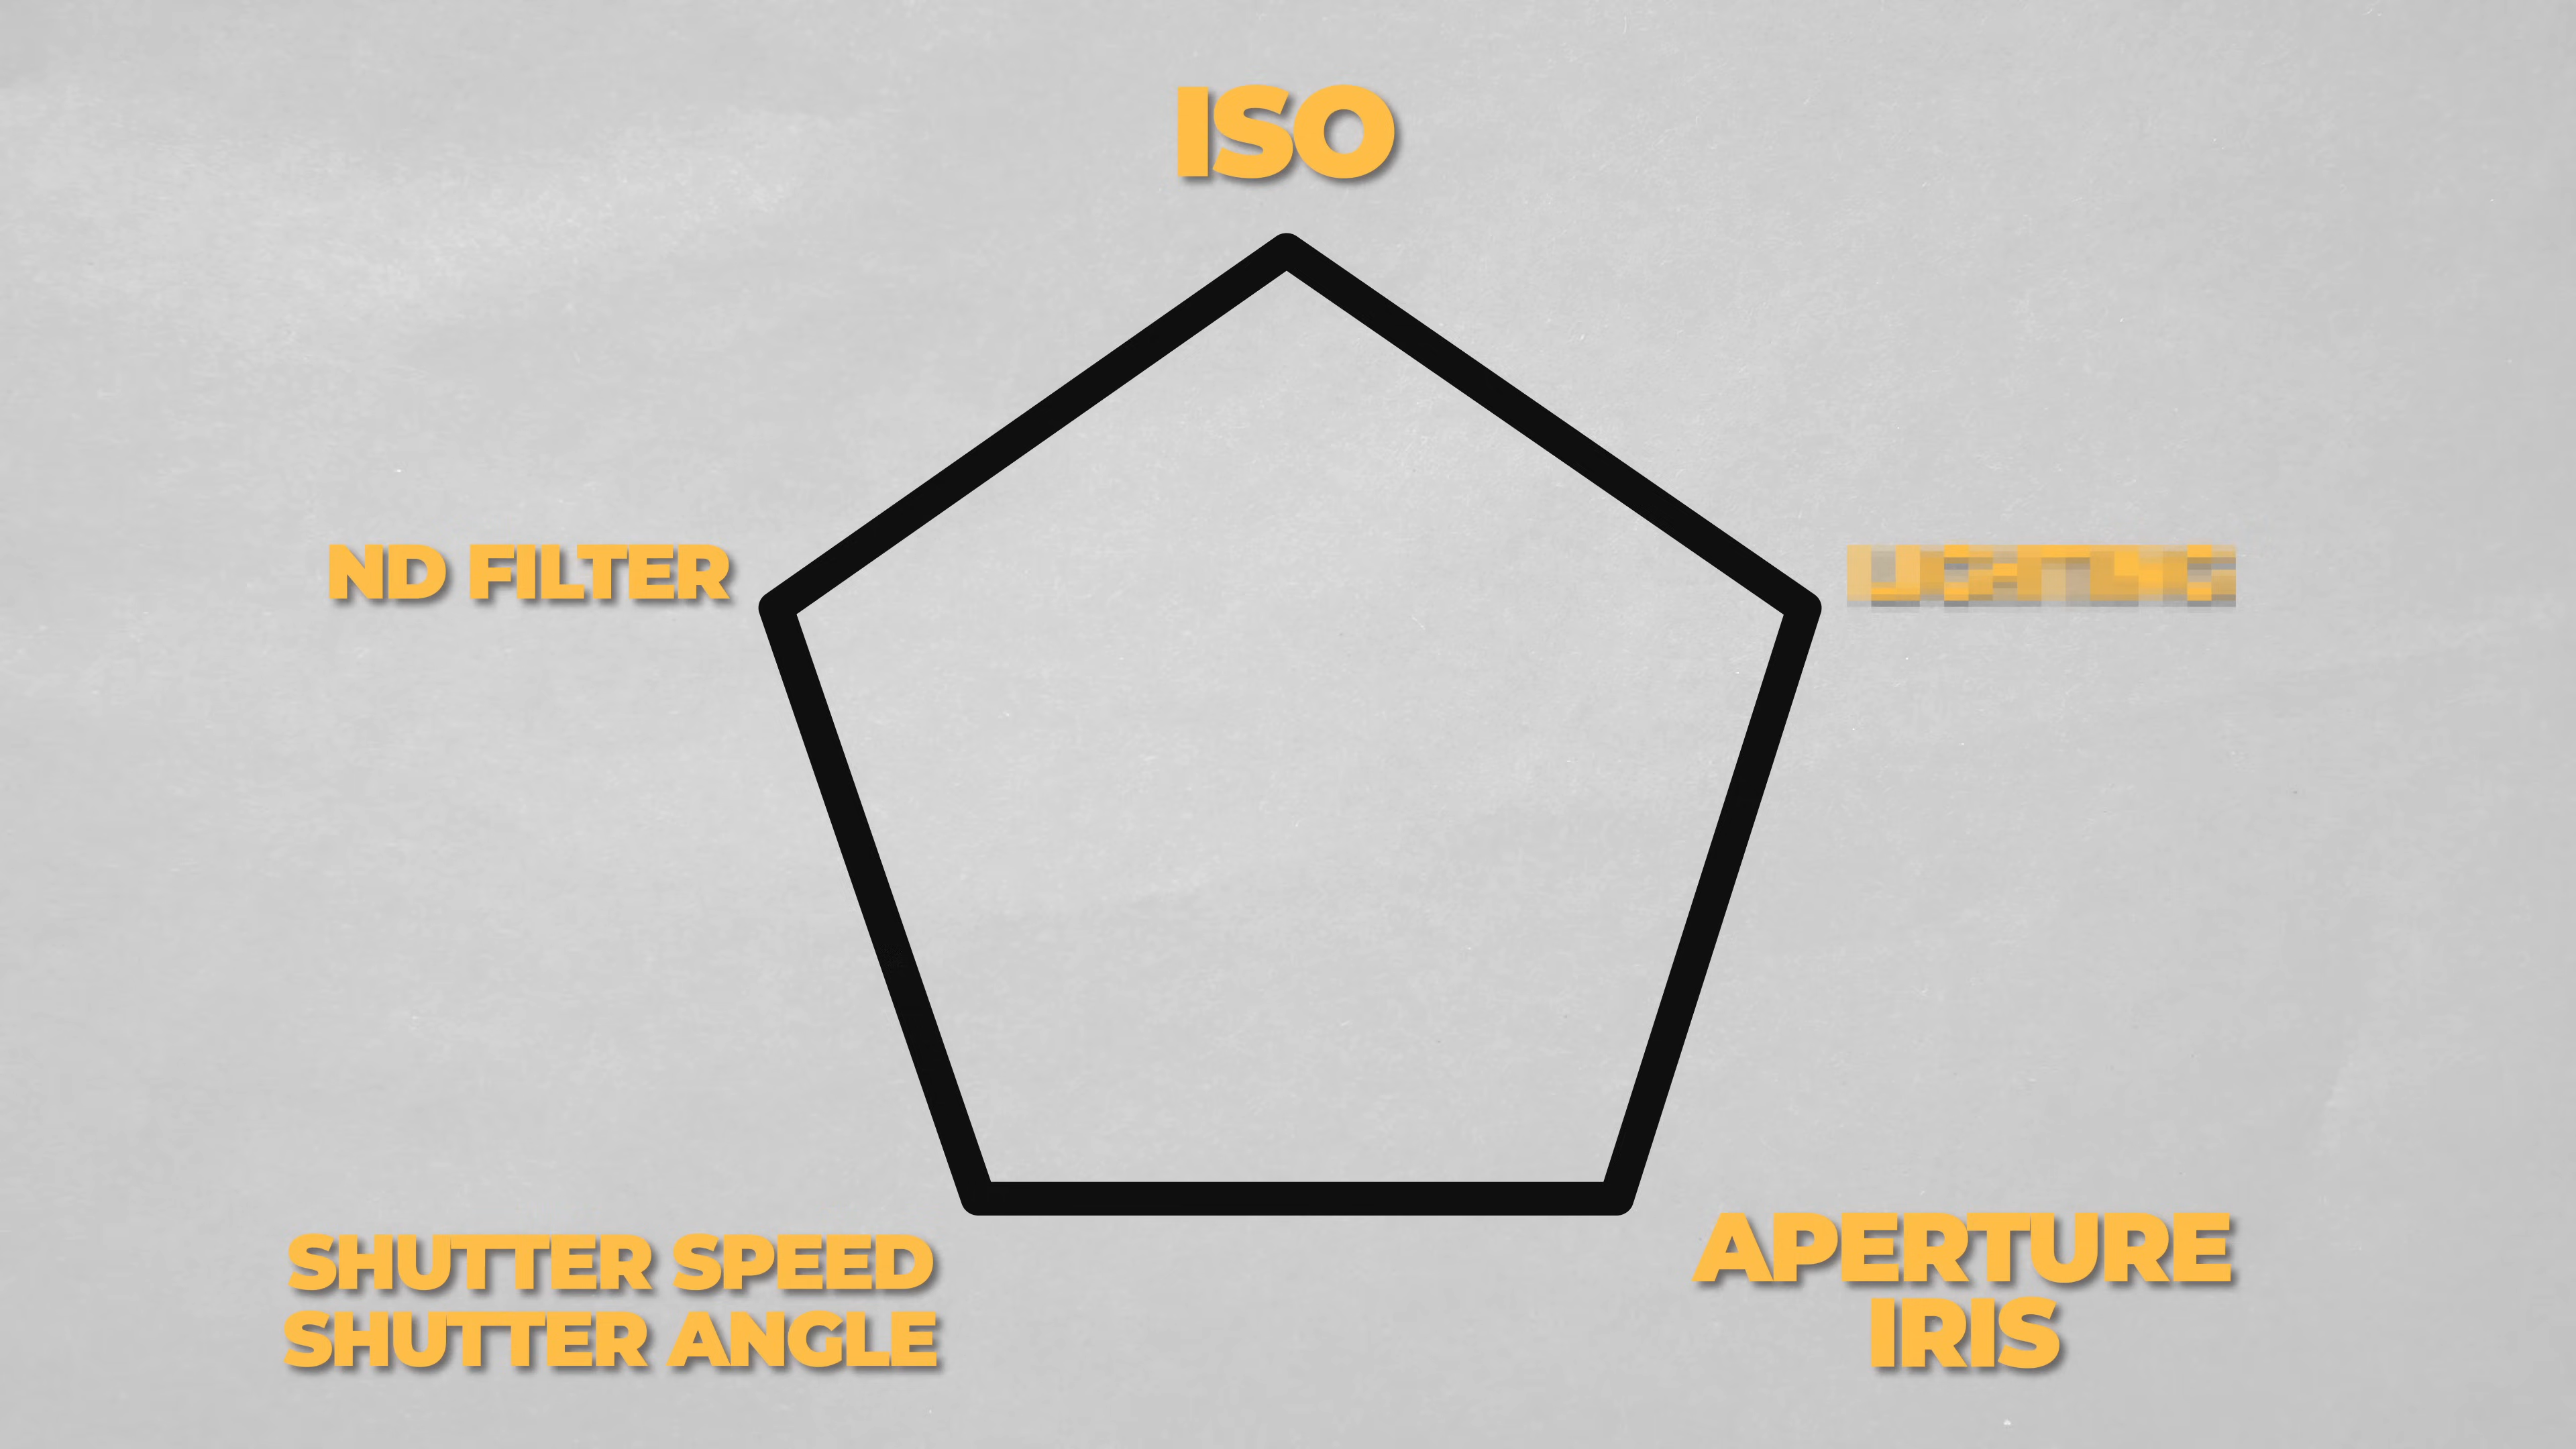 ISO
ND FILTER
SHUTTER SPEED
SHUTTER ANGLE
APERTURE
IRIS